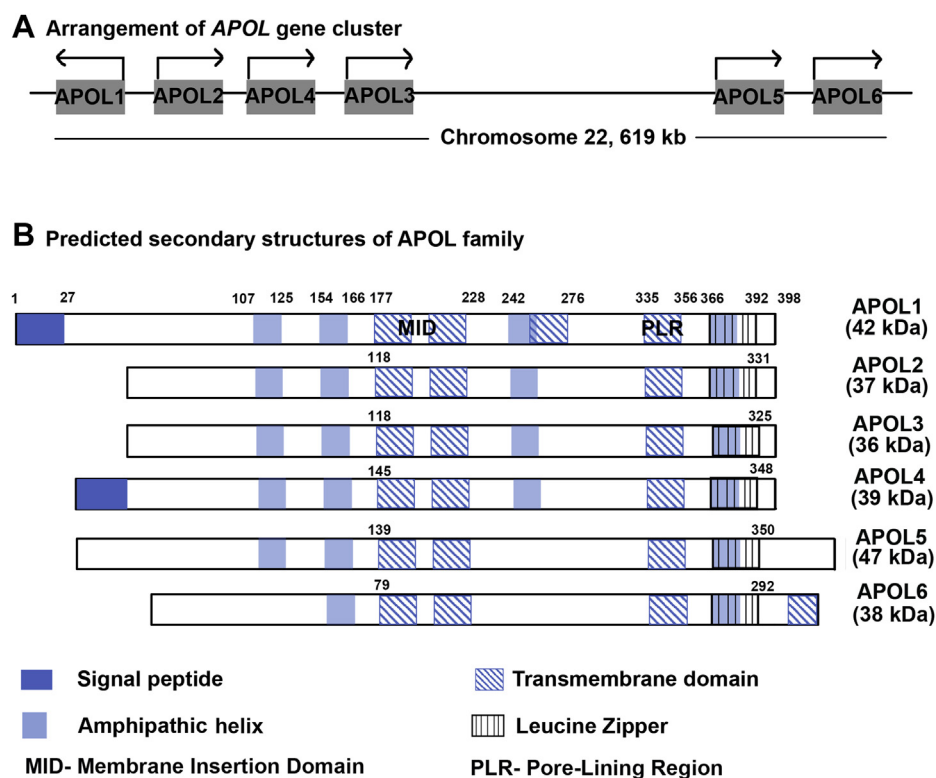 A Arrangement of APOL gene cluster
APOL1 APOL2 APOL4 APOL3 APOL5 APOL6
Chromosome 22, 619 kb
B Predicted secondary structures of APOL family
1 27 107 125 154 166 177 228 242 276 335 356 366 392 398
MID PLR APOL1
(42 kDa)
118 331 APOL2
(37 kDa)
118 325 APOL3
(36 kDa)
145 348 APOL4
(39 kDa)
139 350 APOL5
(47 kDa)
79 292 APOL6
(38 kDa)
Signal peptide Transmembrane domain
Amphipathic helix Leucine Zipper
MID- Membrane Insertion Domain PLR- Pore-Lining Region